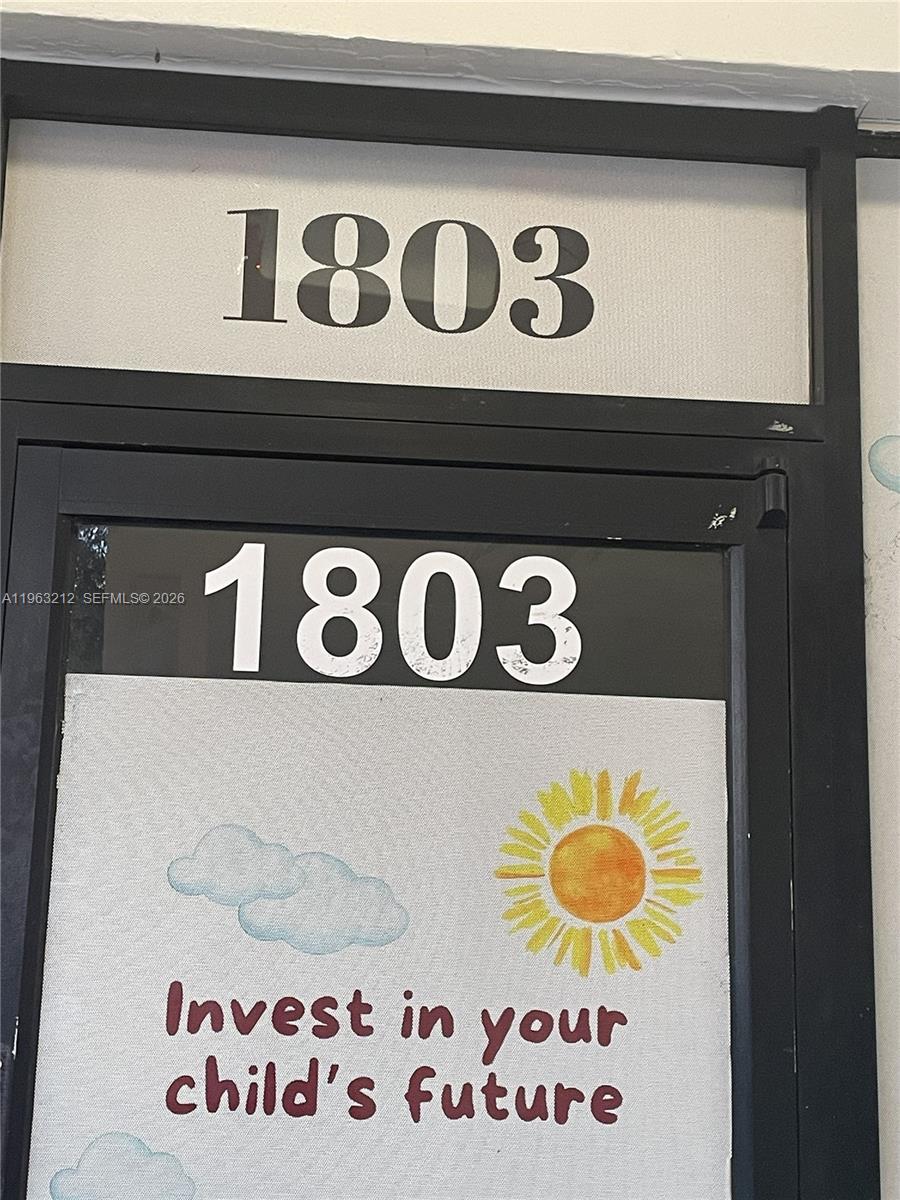 1803
1803
A11963212 SEFMLS© 2026
Invest in your
child's future